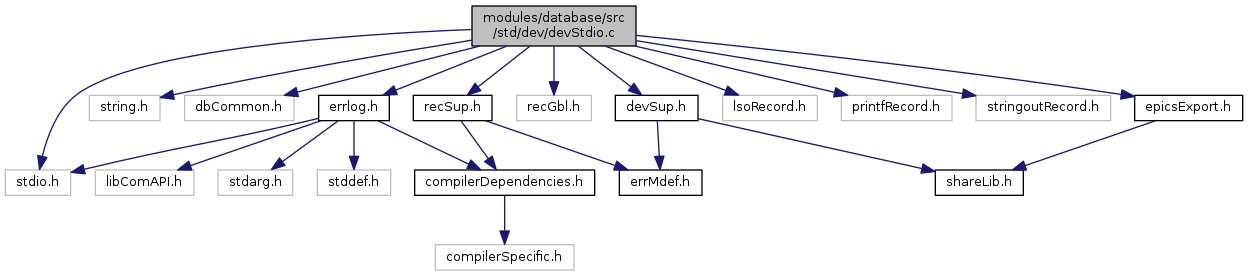 modules/database/src
/std/dev/devStdio.c
string.h
dbCommon.h
errlog.h
recSup.h
recGbl.h
devSup.h
lsoRecord.h
printfRecord.h
stringoutRecord.h
epicsExport.h
stdio.h
libComAPI.h
stdarg.h
stddef.h
compilerDependencies.h
errMdef.h
shareLib.h
compilerSpecific.h